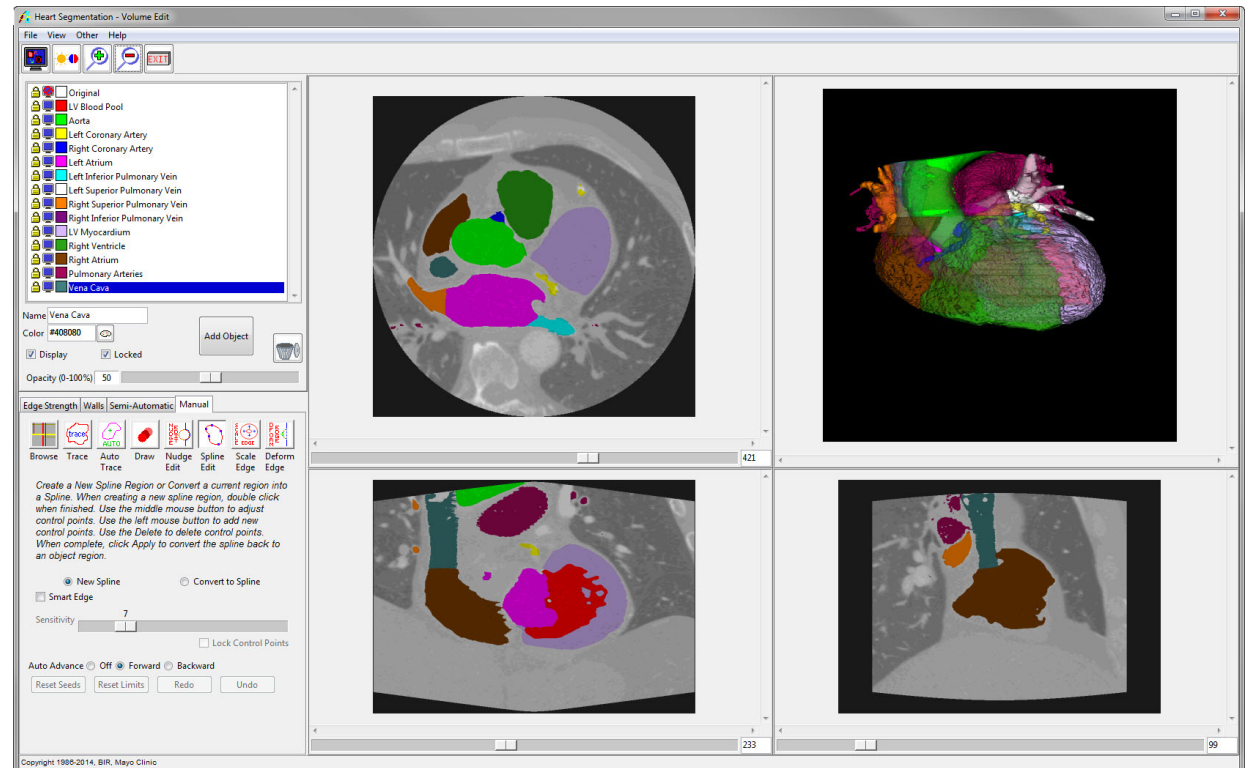 Heart Segmentation - Volume Edit
File View Other Help
EXIT
Original
LV Blood Pool
Aorta
Left Coronary Artery
Right Coronary Artery
Left Atrium
Left Inferior Pulmonary Vein
Left Superior Pulmonary Vein
Right Superior Pulmonary Vein
Right Inferior Pulmonary Vein
LV Myocardium
Right Ventricle
Right Atrium
Pulmonary Arteries
Vena Cava
Name Vena Cava
Color #408080
Add Object
Display Locked
Opacity (0-100%) 50
Edge Strength Walls Semi-Automatic Manual
trace AUTO NUDGE EDIT SCALE EDGE DEFORM
Browse Trace Auto Trace Draw Nudge Edit Spline Edit Scale Edge Deform Edge
Create a New Spline Region or Convert a current region into
a Spline. When creating a new spline region, double click
when finished. Use the middle mouse button to adjust
control points. Use the left mouse button to add new
control points. Use the Delete to delete control points.
When complete, click Apply to convert the spline back to
an object region.
New Spline Convert to Spline
Smart Edge
7
Sensitivity
Lock Control Points
Auto Advance Off Forward Backward
Reset Seeds Reset Limits Redo Undo
421
233
99
Copyright 1986-2014, BIR, Mayo Clinic